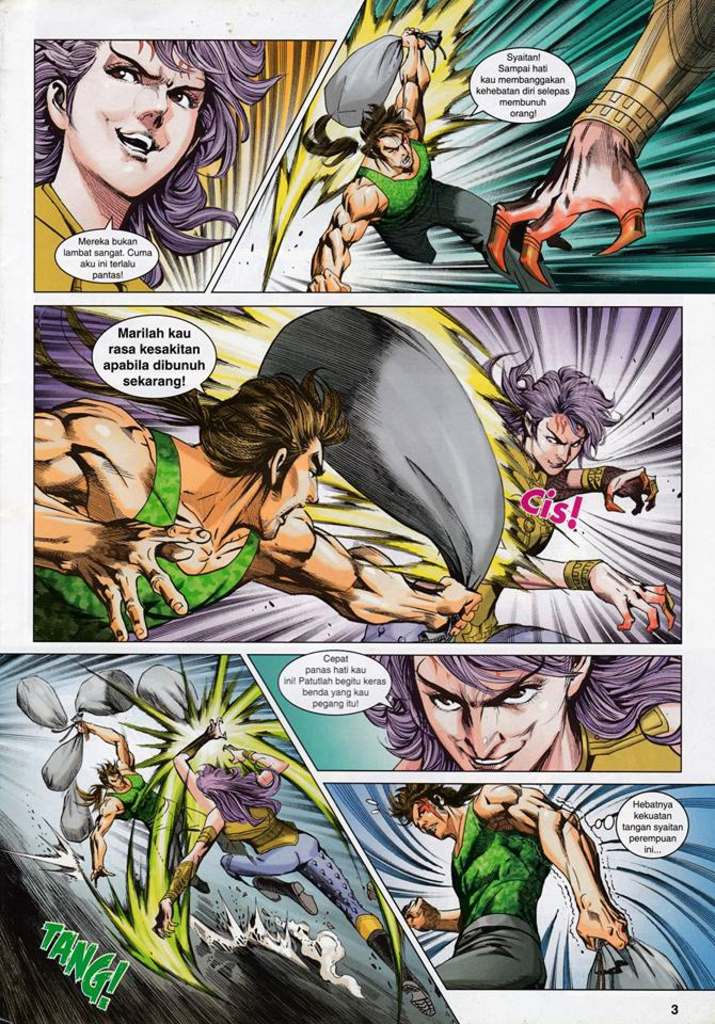 Mereka bukan
lambat sangat. Cuma
aku ini terlalu
pantas!
Syaitan!
Sampai hati
kau membanggakan
kehebatan diri selepas
membunuh
orang!
Marilah kau
rasa kesakitan
apabila dibunuh
sekarang!
Cis!
TANG!
Cepat
panas hati kau
ini! Patutlah begitu keras
benda yang kau
pegang itu!
Hebatnya
kekuatan
tangan syaitan
perempuan
ini...
3